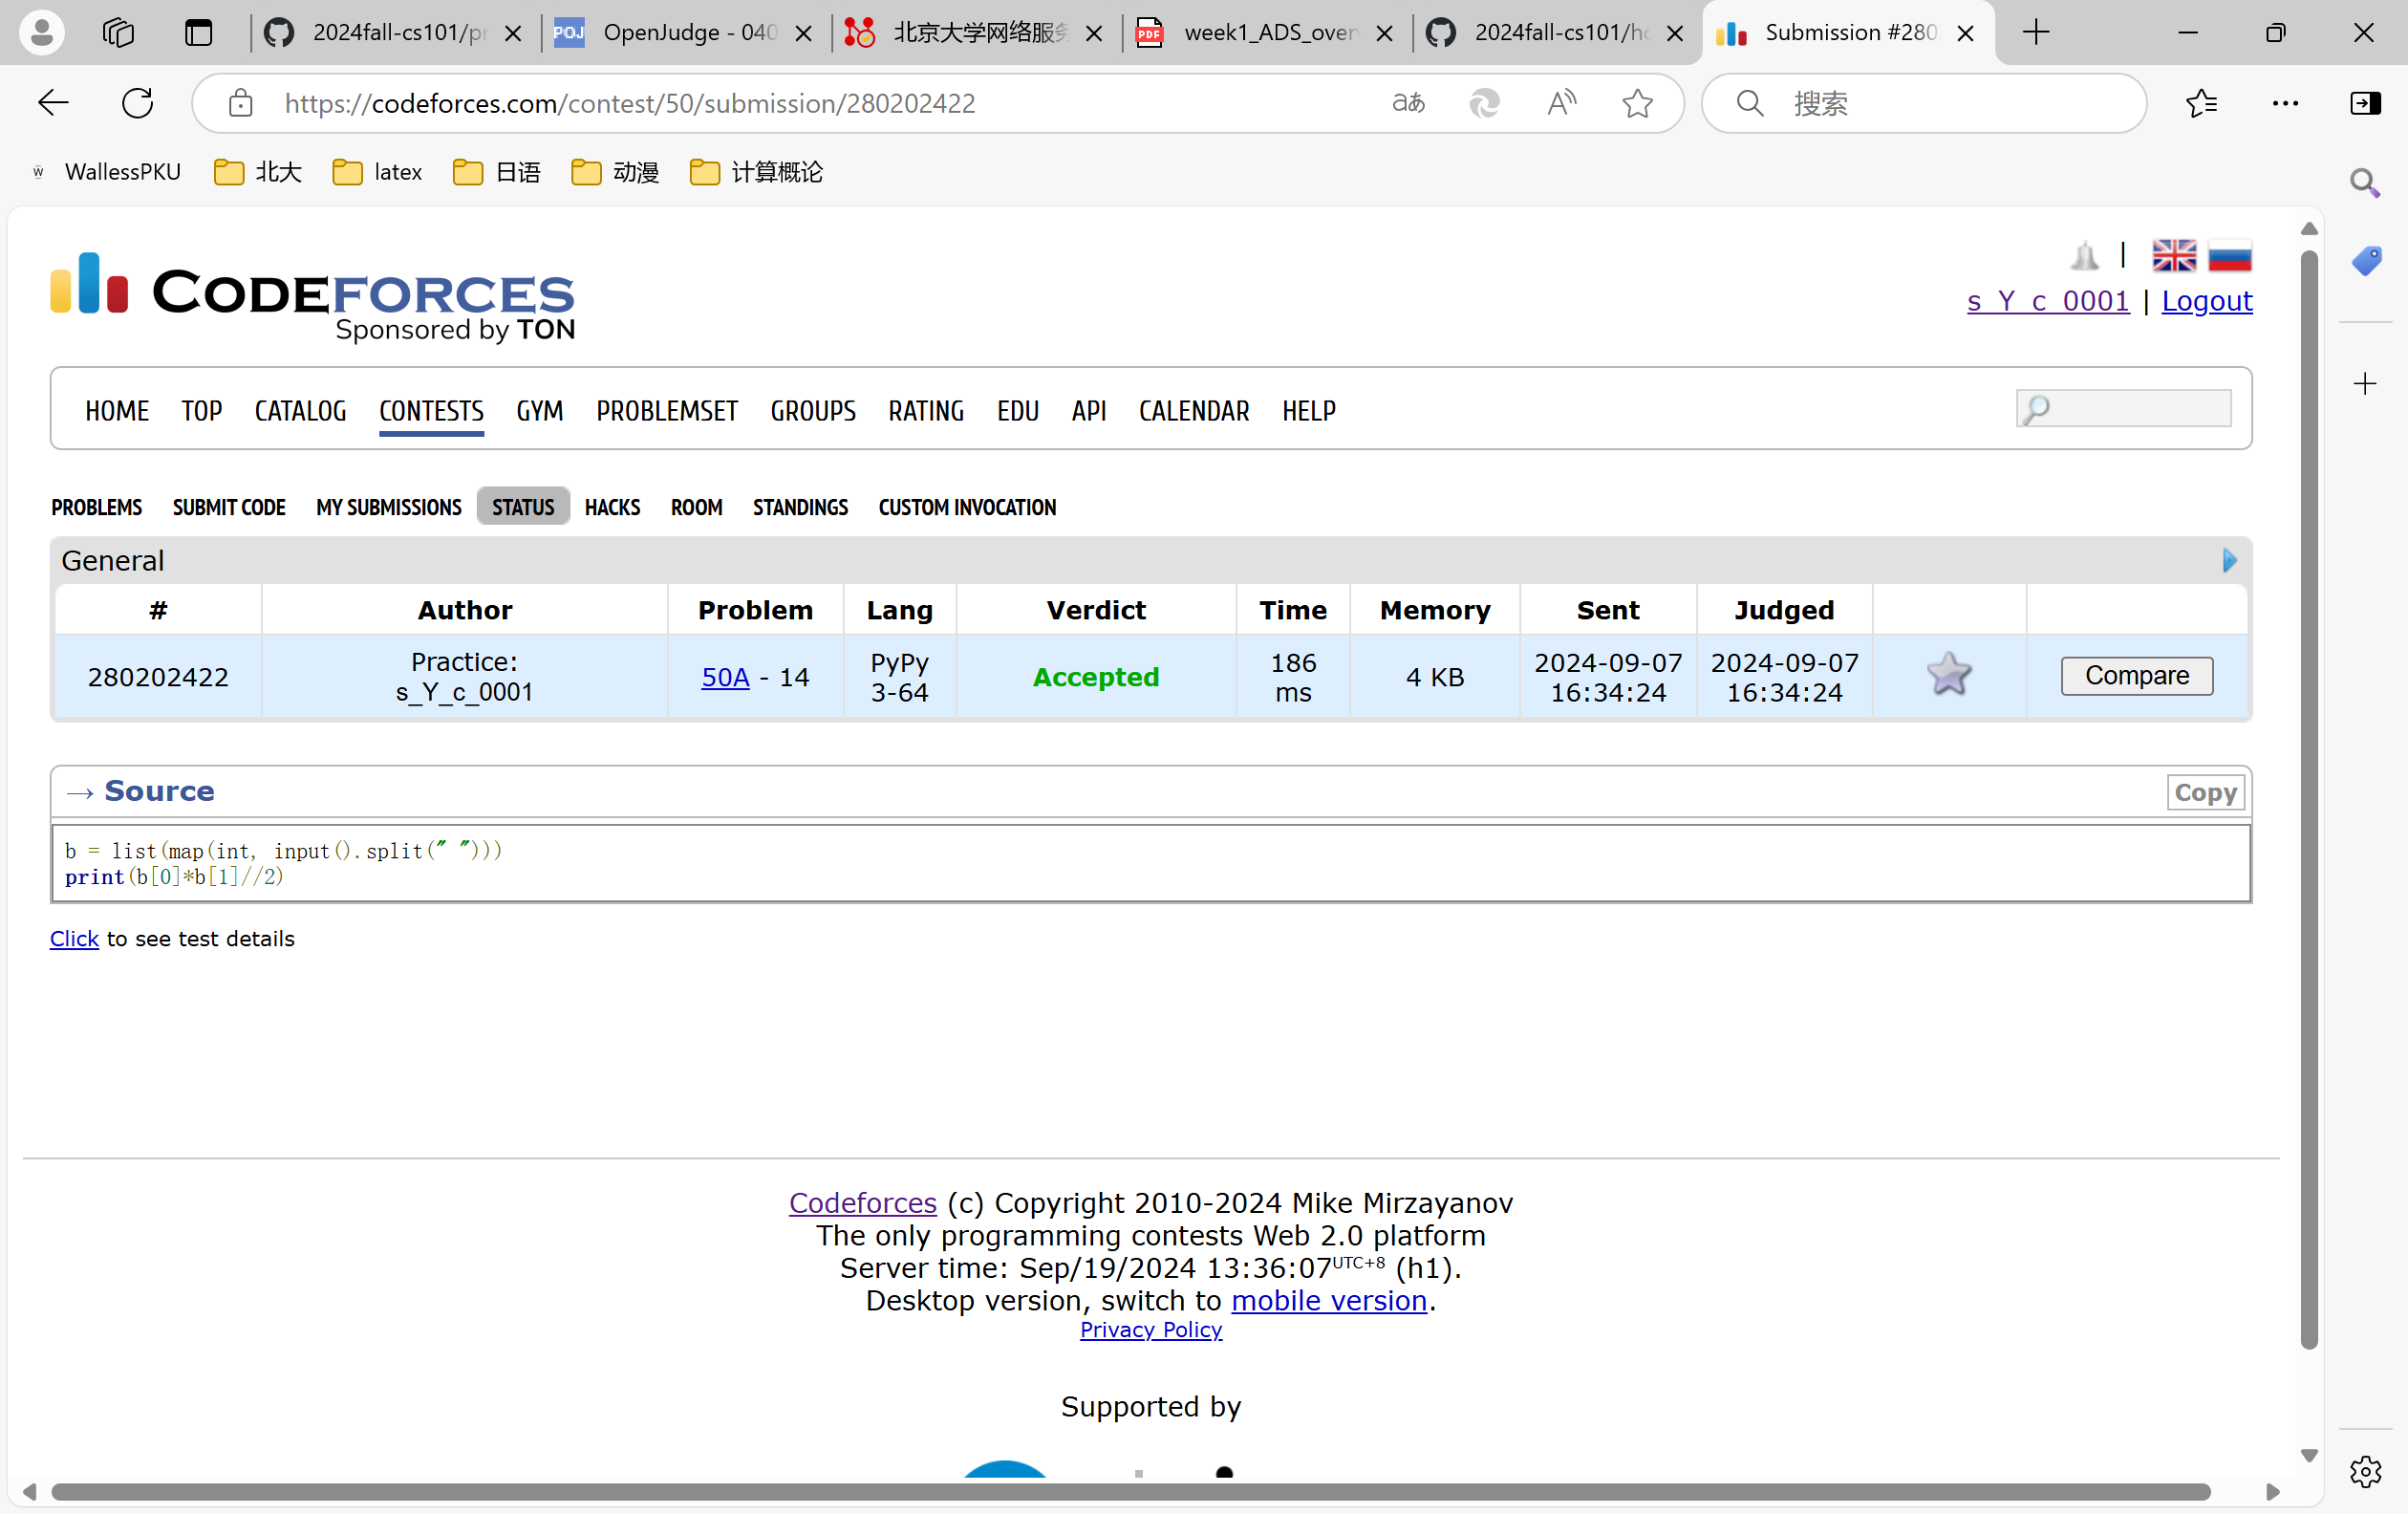 2024fall-cs101/pr
OpenJudge - 040
北京大学网络服务
week1_ADS_over
2024fall-cs101/ho
Submission #280
https://codeforces.com/contest/50/submission/280202422
搜索
WallessPKU
北大
latex
日语
动漫
计算概论
CODEFORCES
Sponsored by TON
|
s_Y_c_0001 | Logout
HOME TOP CATALOG CONTESTS GYM PROBLEMSET GROUPS RATING EDU API CALENDAR HELP
PROBLEMS SUBMIT CODE MY SUBMISSIONS STATUS HACKS ROOM STANDINGS CUSTOM INVOCATION
General
# Author Problem Lang Verdict Time Memory Sent Judged
280202422 Practice: s_Y_c_0001 50A - 14 PyPy 3-64 Accepted 186 ms 4 KB 2024-09-07 16:34:24 2024-09-07 16:34:24 Compare
→ Source
Copy
b = list(map(int, input().split(" ")))
print(b[0]*b[1]//2)
Click to see test details
Codeforces (c) Copyright 2010-2024 Mike Mirzayanov
The only programming contests Web 2.0 platform
Server time: Sep/19/2024 13:36:07UTC+8 (h1).
Desktop version, switch to mobile version.
Privacy Policy
Supported by